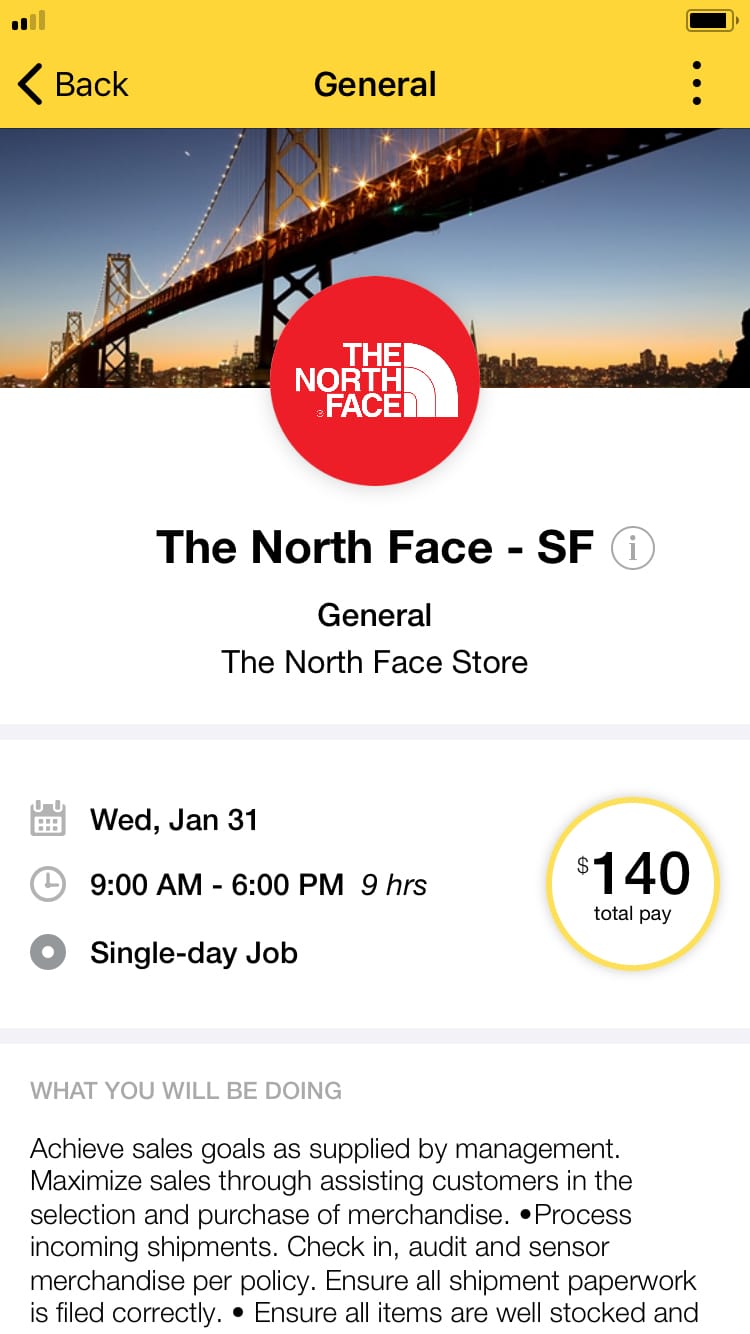 Back
General
THE
NORTH
FACE
The North Face - SF
General
The North Face Store
Wed, Jan 31
9:00 AM - 6:00 PM 9 hrs
$140
total pay
Single-day Job
WHAT YOU WILL BE DOING
Achieve sales goals as supplied by management.
Maximize sales through assisting customers in the
selection and purchase of merchandise. •Process
incoming shipments. Check in, audit and sensor
merchandise per policy. Ensure all shipment paperwork
is filed correctly. • Ensure all items are well stocked and